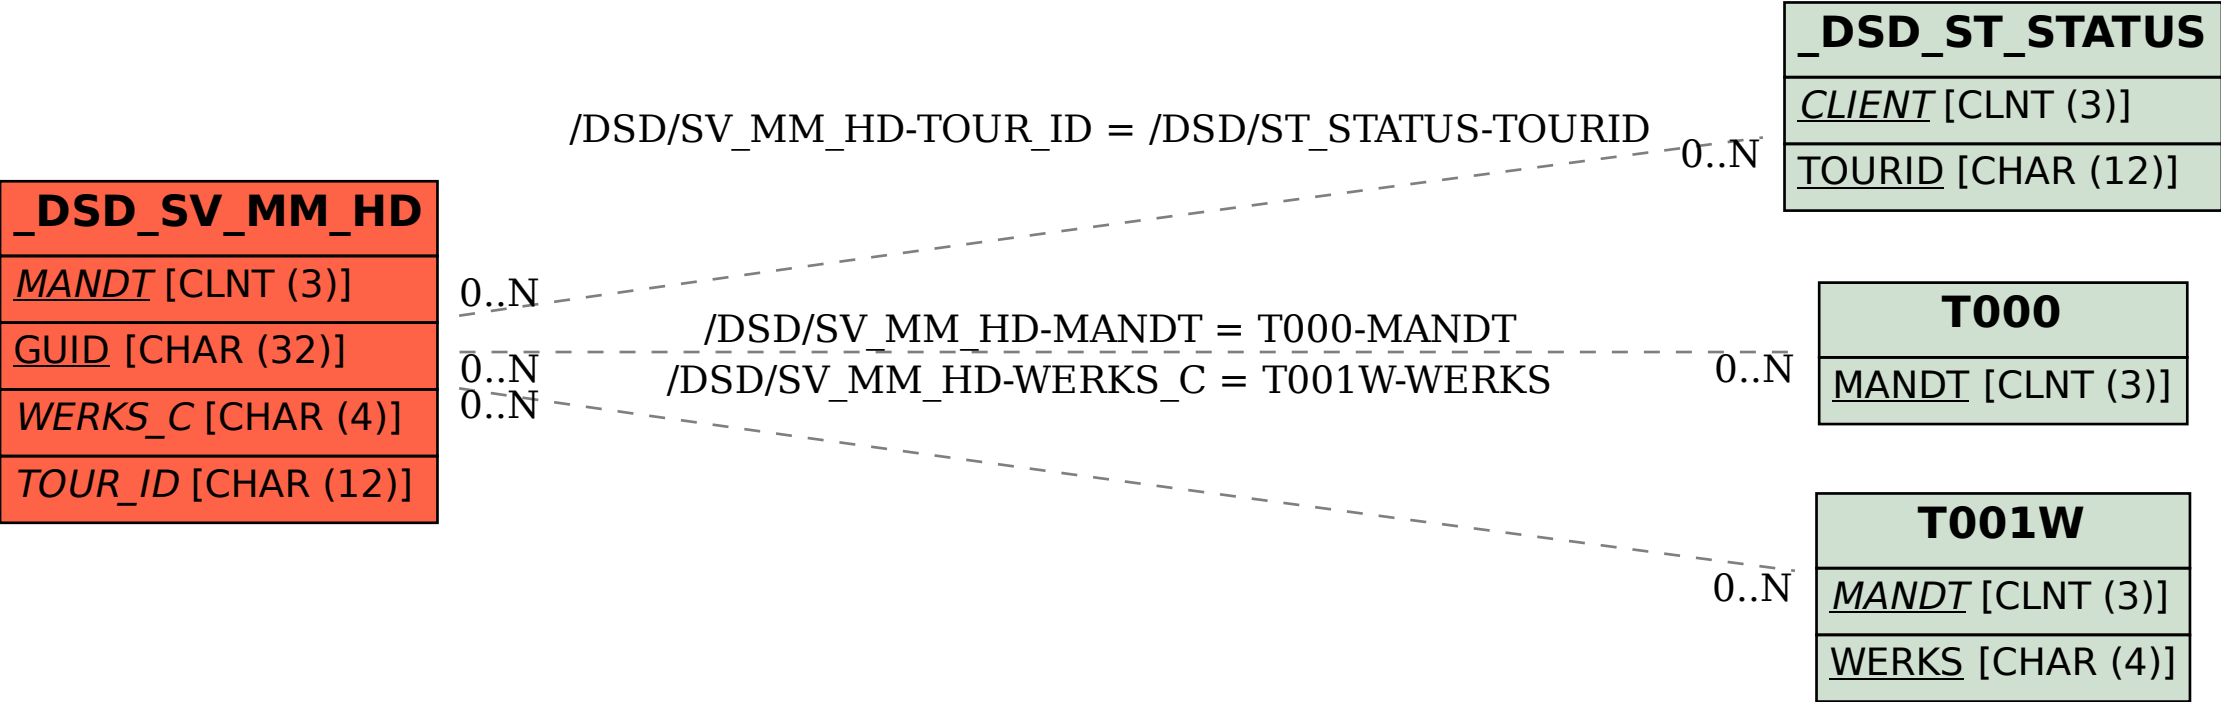 _DSD_SV_MM_HD
MANDT [CLNT (3)]
GUID [CHAR (32)]
WERKS_C [CHAR (4)]
TOUR_ID [CHAR (12)]
/DSD/SV_MM_HD-TOUR_ID = /DSD/ST_STATUS-TOURID
0..N
0..N
/DSD/SV_MM_HD-MANDT = T000-MANDT
0..N
0..N
/DSD/SV_MM_HD-WERKS_C = T001W-WERKS
0..N
0..N
_DSD_ST_STATUS
CLIENT [CLNT (3)]
TOURID [CHAR (12)]
T000
MANDT [CLNT (3)]
T001W
MANDT [CLNT (3)]
WERKS [CHAR (4)]